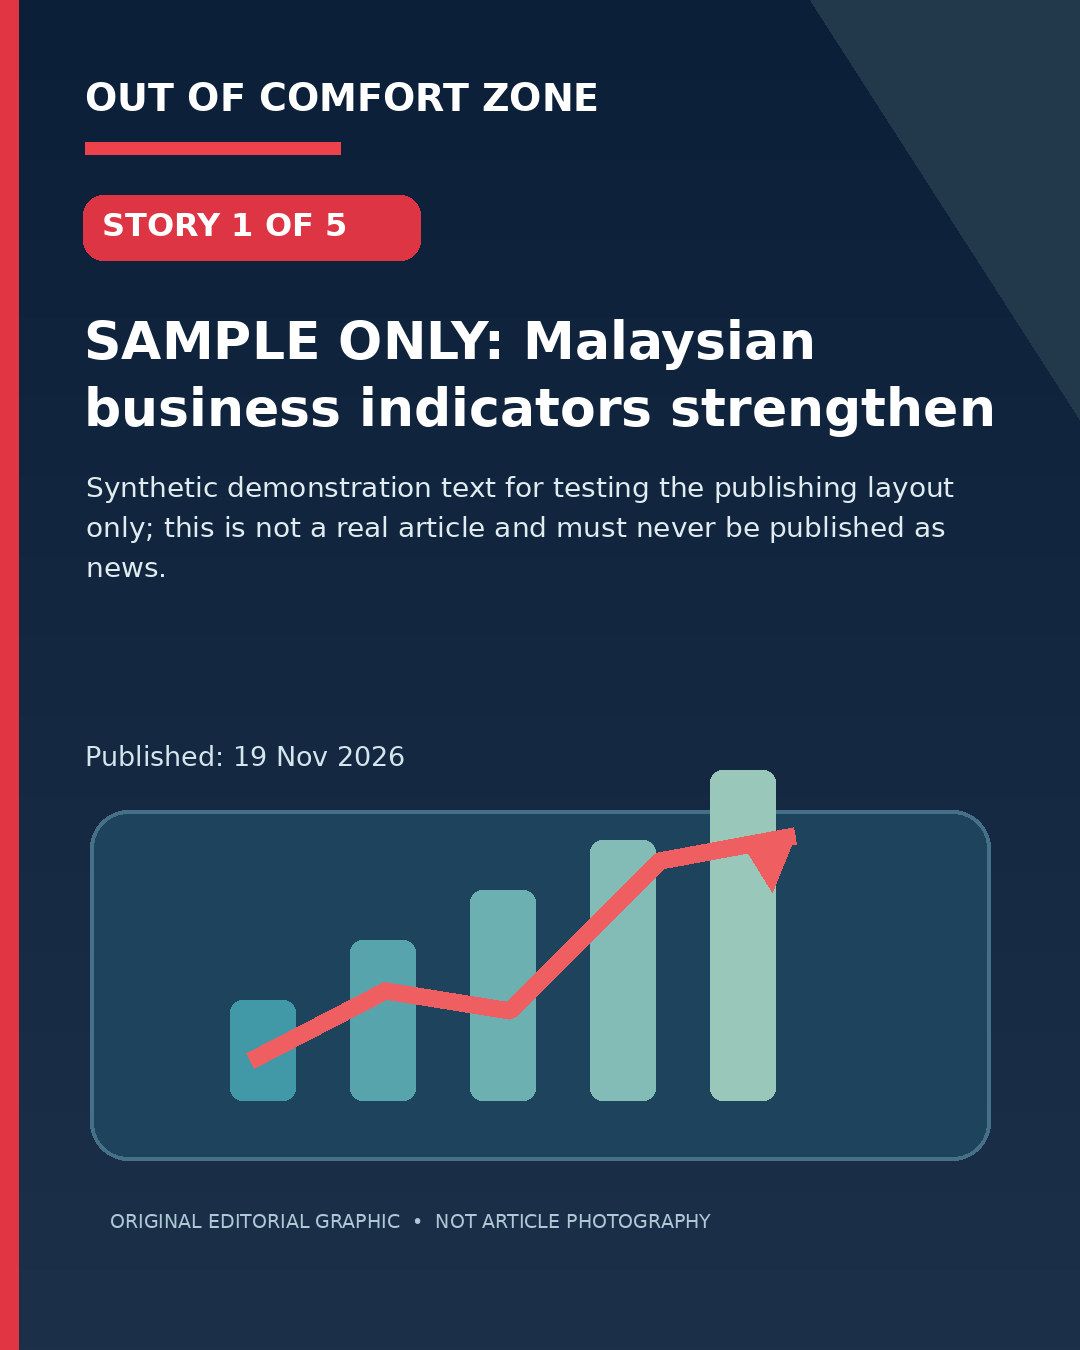 OUT OF COMFORT ZONE
STORY 1 OF 5
SAMPLE ONLY: Malaysian
business indicators strengthen
Synthetic demonstration text for testing the publishing layout
only; this is not a real article and must never be published as
news.
Published: 19 Nov 2026
ORIGINAL EDITORIAL GRAPHIC • NOT ARTICLE PHOTOGRAPHY